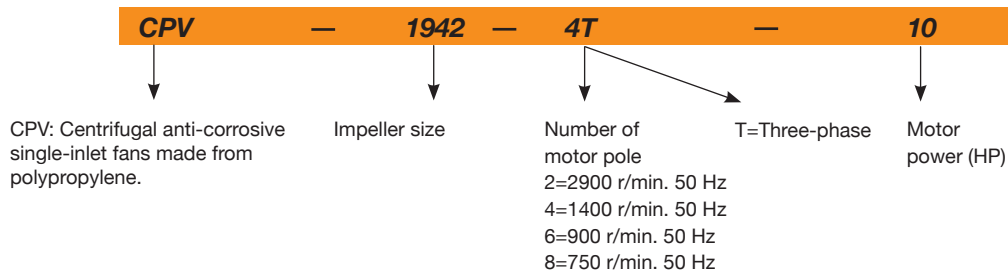 CPV — 1942 — 4T — 10
CPV: Centrifugal anti-corrosive
single-inlet fans made from
polypropylene.
Impeller size
Number of
motor pole
2=2900 r/min. 50 Hz
4=1400 r/min. 50 Hz
6=900 r/min. 50 Hz
8=750 r/min. 50 Hz
T=Three-phase
Motor
power (HP)